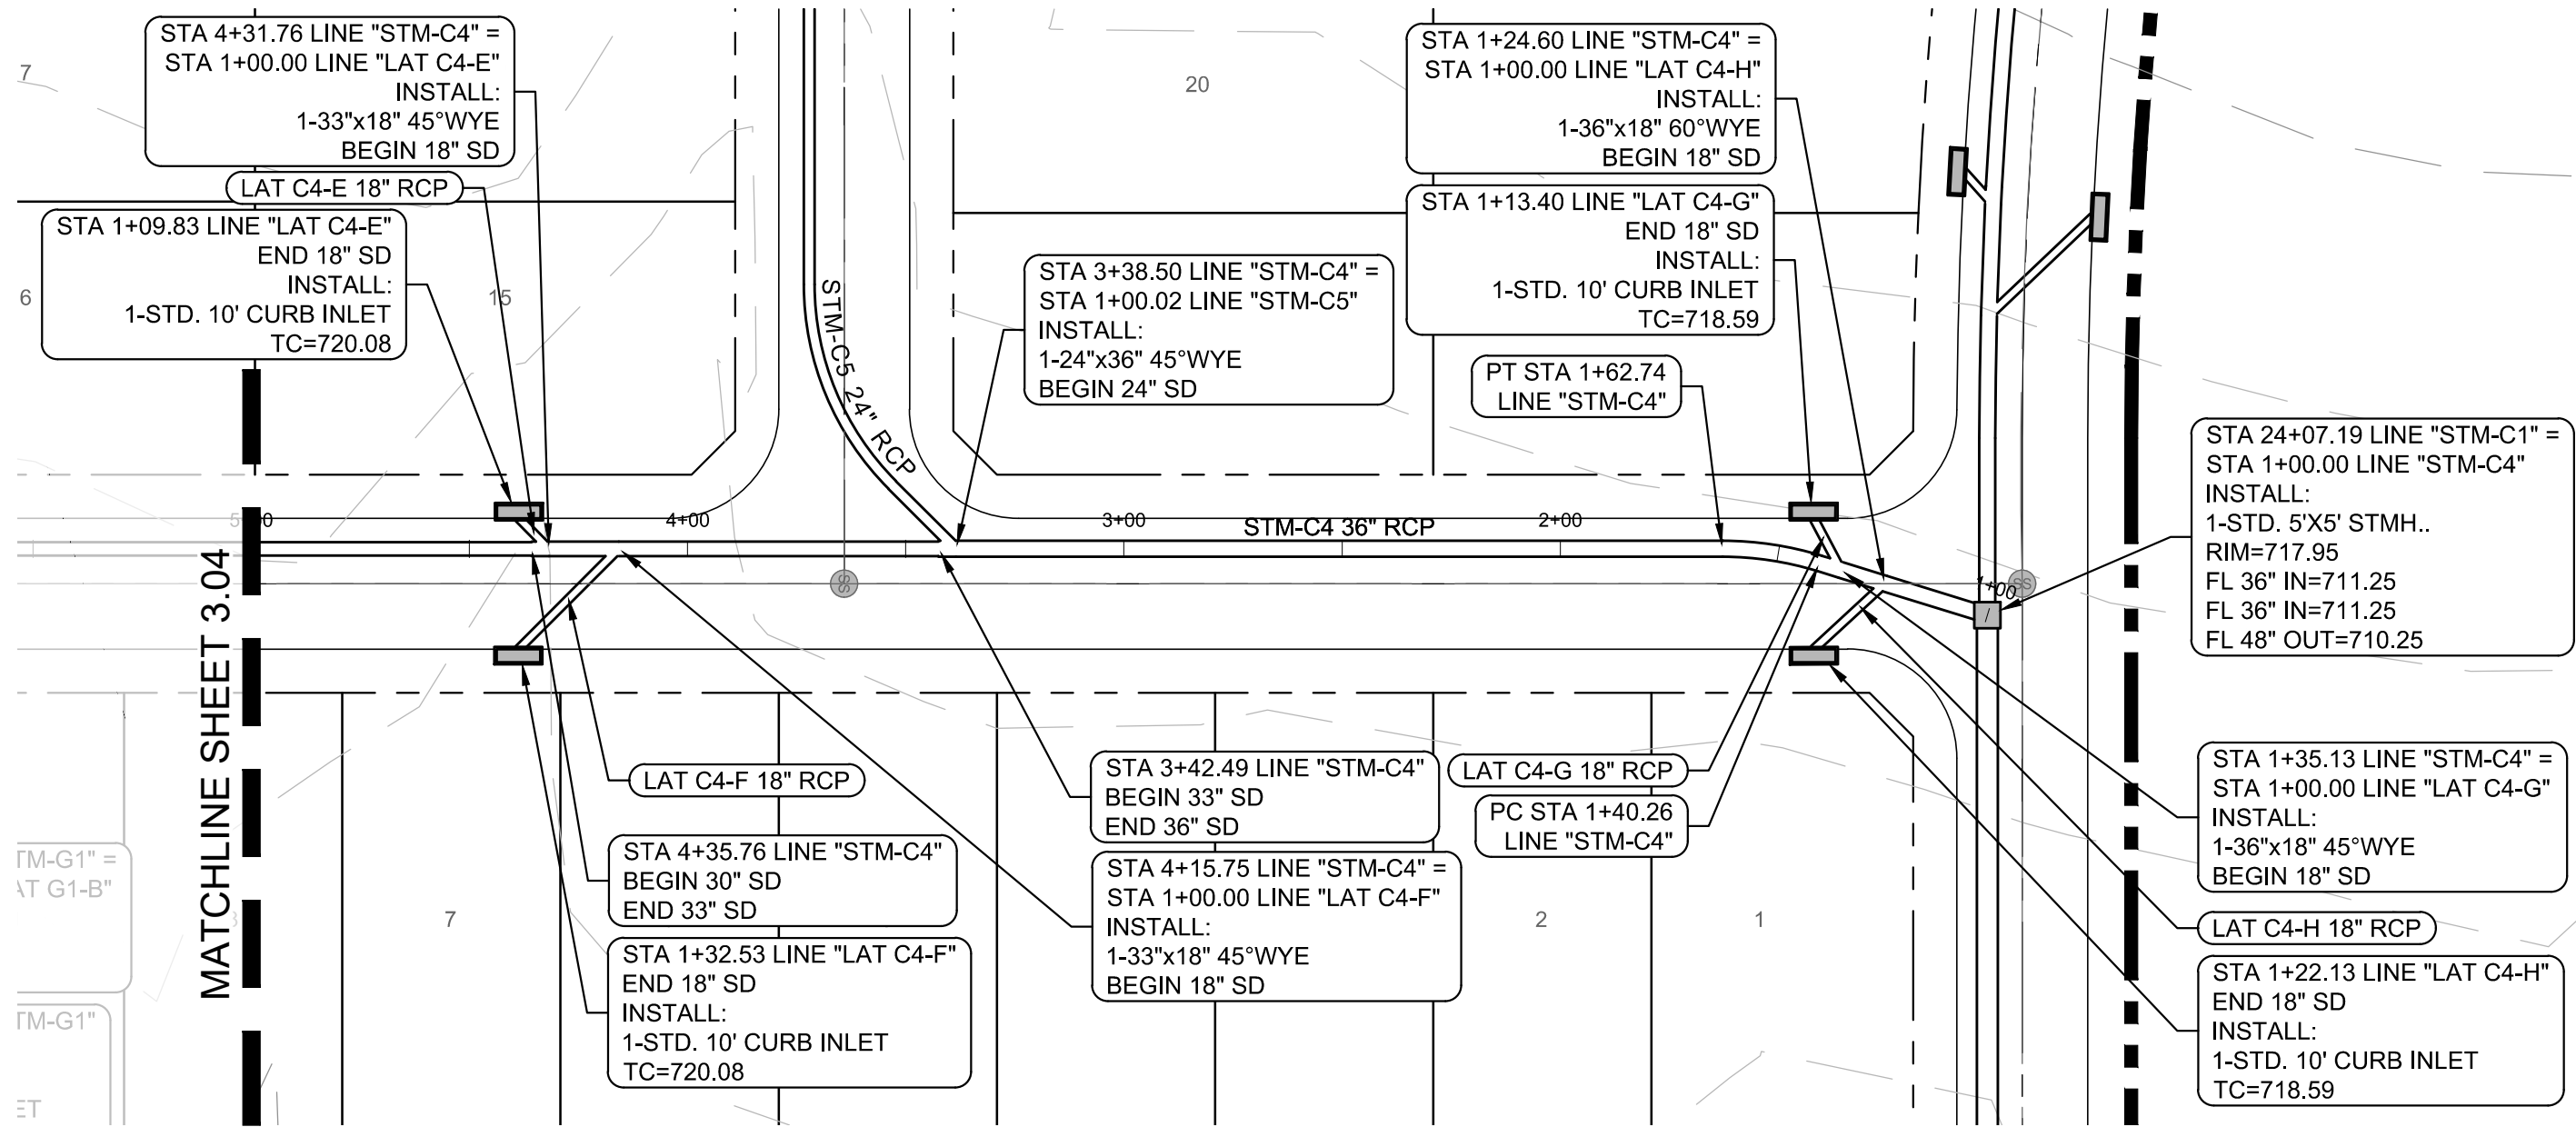 STA 4+31.76 LINE "STM-C4" =
STA 1+00.00 LINE "LAT C4-E"
INSTALL:
1-33"x18" 45°WYE
BEGIN 18" SD
LAT C4-E 18" RCP
STA 1+09.83 LINE "LAT C4-E"
END 18" SD
INSTALL:
1-STD. 10' CURB INLET
TC=720.08
7
6
15
20
STM-C5 24" RCP
STA 3+38.50 LINE "STM-C4" =
STA 1+00.02 LINE "STM-C5"
INSTALL:
1-24"x36" 45°WYE
BEGIN 24" SD
STA 1+24.60 LINE "STM-C4" =
STA 1+00.00 LINE "LAT C4-H"
INSTALL:
1-36"x18" 60°WYE
BEGIN 18" SD
STA 1+13.40 LINE "LAT C4-G"
END 18" SD
INSTALL:
1-STD. 10' CURB INLET
TC=718.59
PT STA 1+62.74
LINE "STM-C4"
STA 24+07.19 LINE "STM-C1" =
STA 1+00.00 LINE "STM-C4"
INSTALL:
1-STD. 5'X5' STMH..
RIM=717.95
FL 36" IN=711.25
FL 36" IN=711.25
FL 48" OUT=710.25
5+00
4+00
3+00
STM-C4 36" RCP
2+00
1+00
SS
SS
MATCHLINE SHEET 3.04
LAT C4-F 18" RCP
STA 4+35.76 LINE "STM-C4"
BEGIN 30" SD
END 33" SD
STA 1+32.53 LINE "LAT C4-F"
END 18" SD
INSTALL:
1-STD. 10' CURB INLET
TC=720.08
STA 3+42.49 LINE "STM-C4"
BEGIN 33" SD
END 36" SD
STA 4+15.75 LINE "STM-C4" =
STA 1+00.00 LINE "LAT C4-F"
INSTALL:
1-33"x18" 45°WYE
BEGIN 18" SD
LAT C4-G 18" RCP
PC STA 1+40.26
LINE "STM-C4"
STA 1+35.13 LINE "STM-C4" =
STA 1+00.00 LINE "LAT C4-G"
INSTALL:
1-36"x18" 45°WYE
BEGIN 18" SD
LAT C4-H 18" RCP
STA 1+22.13 LINE "LAT C4-H"
END 18" SD
INSTALL:
1-STD. 10' CURB INLET
TC=718.59
TM-G1" =
AT G1-B"
TM-G1"
ET
7
2
1